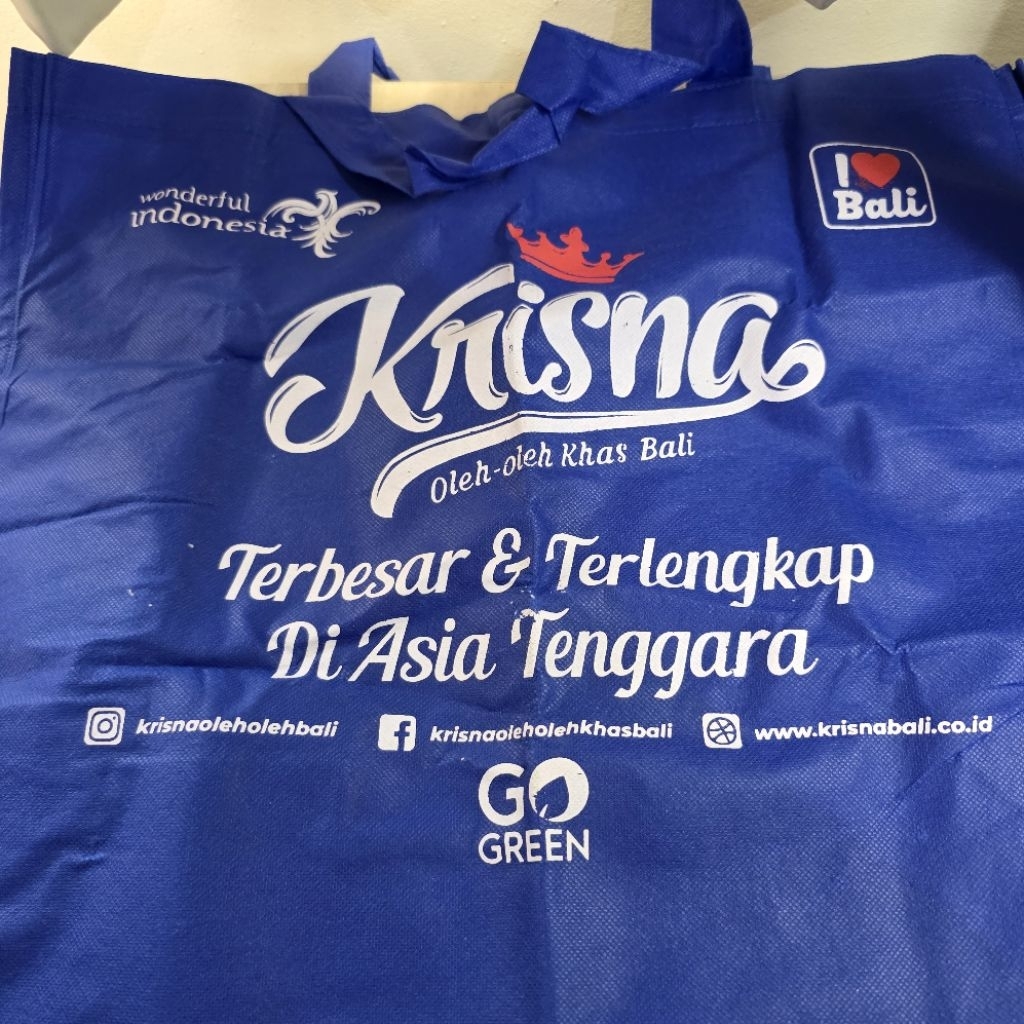 wonderful
indonesia
I
Bali
Krisna
Oleh-oleh Khas Bali
Terbesar & Terlengkap
Di Asia Tenggara
krisnaoleholehbali
krisnaoleholehkhasbali
www.krisnabali.co.id
GO
GREEN